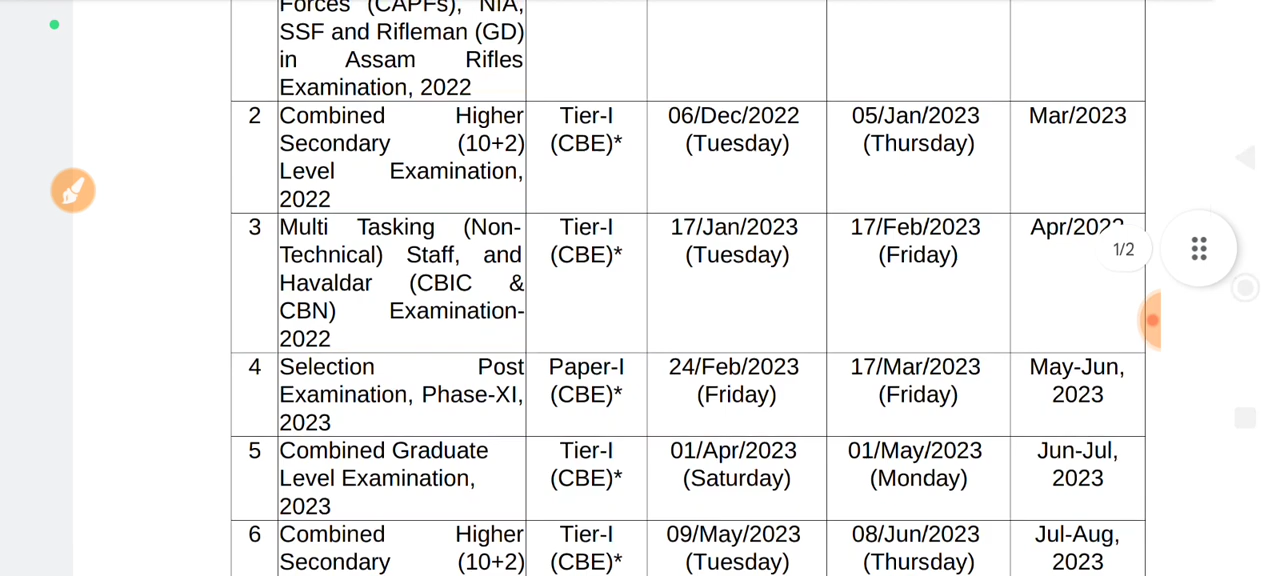 Forces (CAPFs), NIA,
SSF and Rifleman (GD)
in Assam Rifles
Examination, 2022
2 Combined Higher Tier-I 06/Dec/2022 05/Jan/2023 Mar/2023
Secondary (10+2) (CBE)* (Tuesday) (Thursday)
Level Examination,
2022
3 Multi Tasking (Non- Tier-I 17/Jan/2023 17/Feb/2023
Technical) Staff, and (CBE)* (Tuesday) (Friday) 1/2
Havaldar (CBIC &
CBN) Examination-
2022
4 Selection Post Paper-I 24/Feb/2023 17/Mar/2023 May-Jun,
Examination, Phase-XI, (CBE)* (Friday) (Friday) 2023
2023
5 Combined Graduate Tier-I 01/Apr/2023 01/May/2023 Jun-Jul,
Level Examination, (CBE)* (Saturday) (Monday) 2023
2023
6 Combined Higher Tier-I 09/May/2023 08/Jun/2023 Jul-Aug,
Secondary (10+2) (CBE)* (Tuesday) (Thursday) 2023